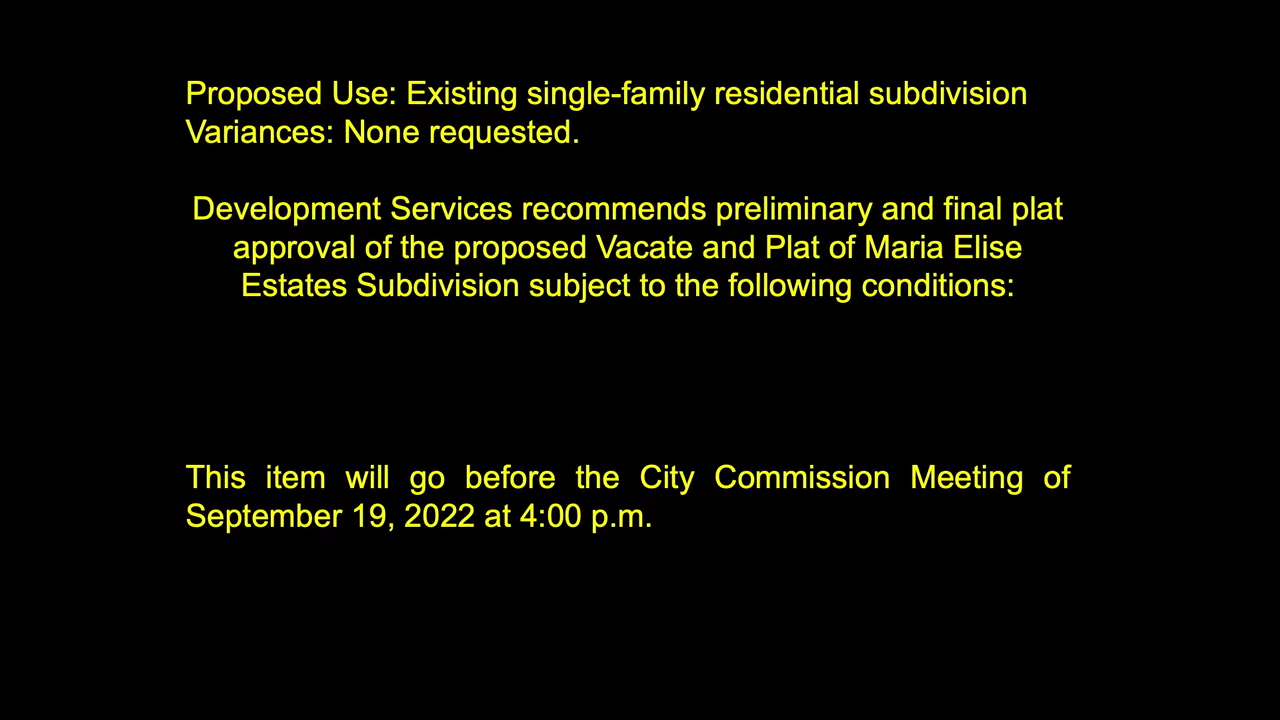 Proposed Use: Existing single-family residential subdivision
Variances: None requested.
Development Services recommends preliminary and final plat
approval of the proposed Vacate and Plat of Maria Elise
Estates Subdivision subject to the following conditions:
This item will go before the City Commission Meeting of
September 19, 2022 at 4:00 p.m.